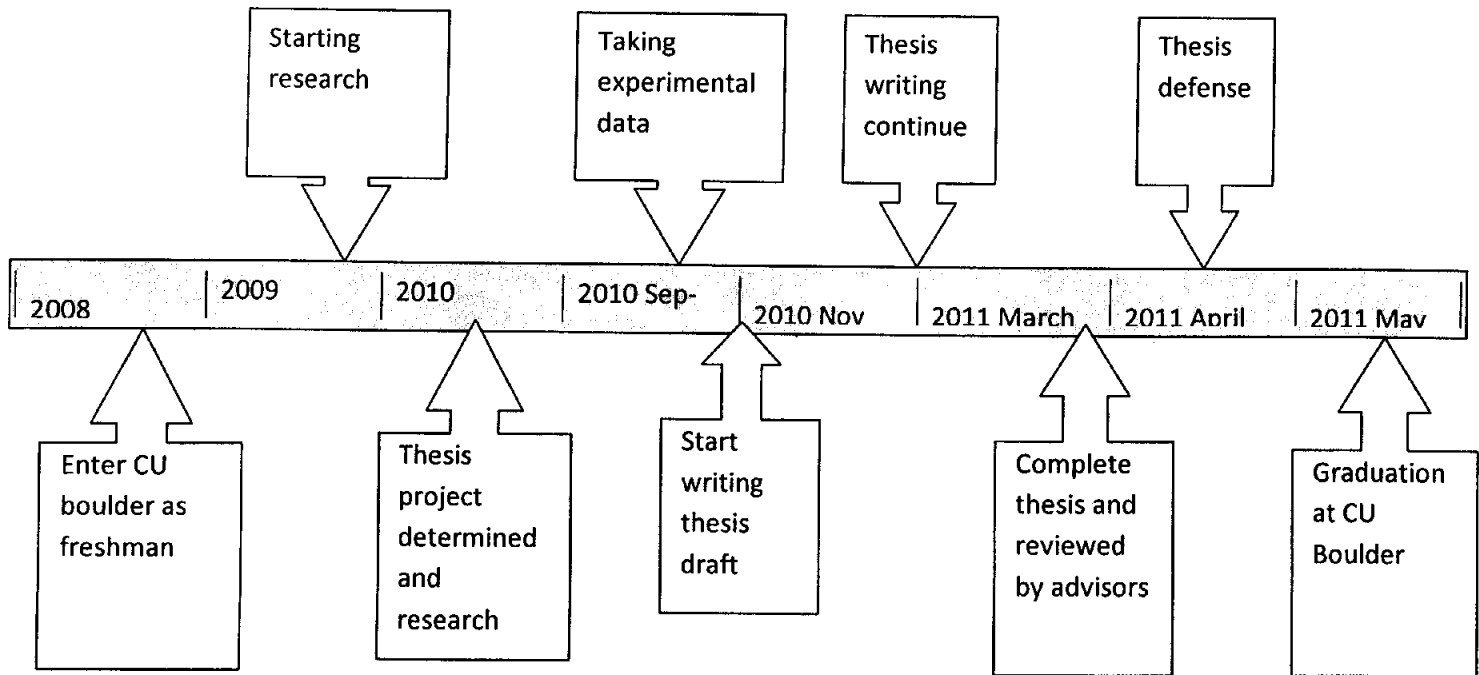 Starting
research
Taking
experimental
data
Thesis
writing
continue
Thesis
defense
2008
2009
2010
2010 Sep-
2010 Nov
2011 March
2011 April
2011 May
Enter CU
boulder as
freshman
Thesis
project
determined
and
research
Start
writing
thesis
draft
Complete
thesis and
reviewed
by advisors
Graduation
at CU
Boulder